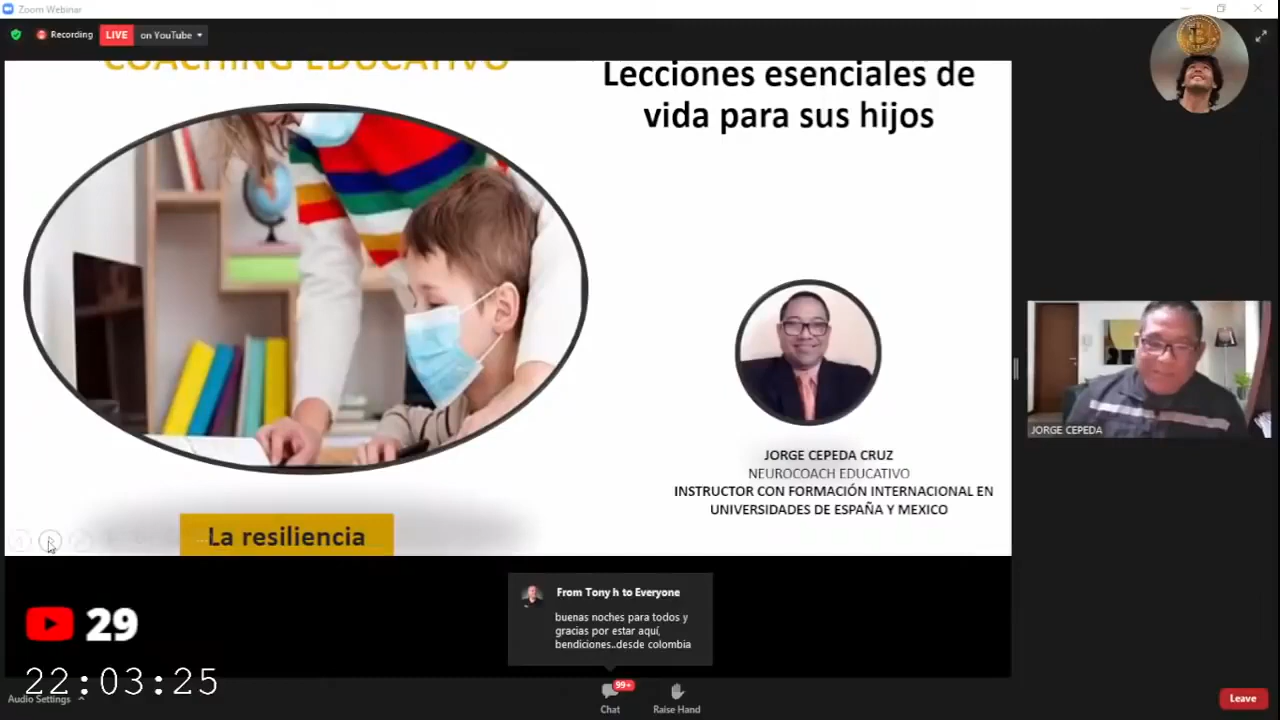 Zoom Webinar
Recording
LIVE
on YouTube
COACHING EDUCATIVO
Lecciones esenciales de
vida para sus hijos
JORGE CEPEDA CRUZ
NEUROCOACH EDUCATIVO
INSTRUCTOR CON FORMACIÓN INTERNACIONAL EN
UNIVERSIDADES DE ESPAÑA Y MEXICO
La resiliencia
JORGE CEPEDA
From Tony h to Everyone
buenas noches para todos y
gracias por estar aquí,
bendiciones..desde colombia
29
22:03:25
Audio Settings
99+
Chat
Raise Hand
Leave